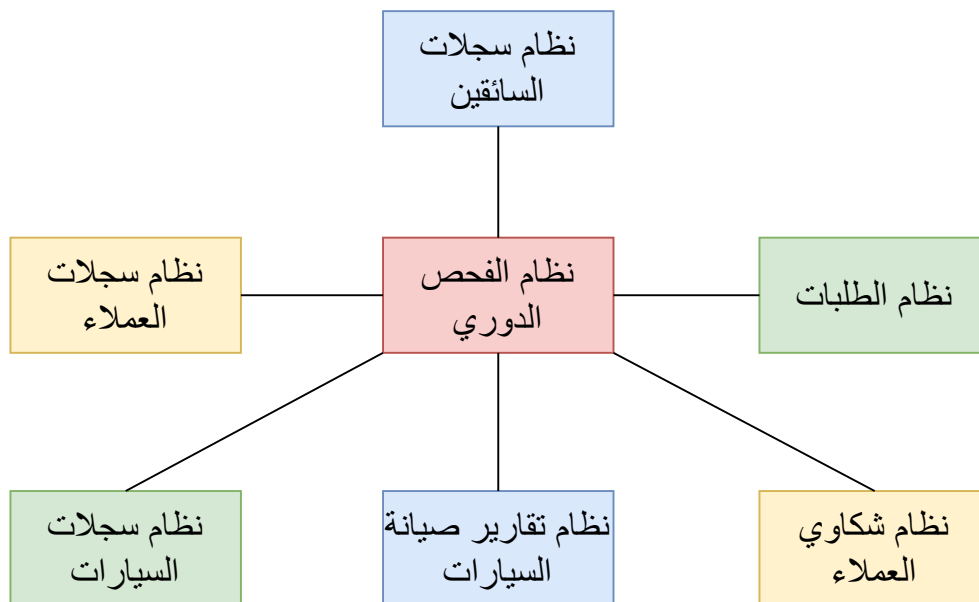 نظام سجلات
السائقين
نظام الطلبات
نظام الفحص
الدوري
نظام سجلات
العملاء
نظام شكاوي
العملاء
نظام تقارير صيانة
السيارات
نظام سجلات
السيارات